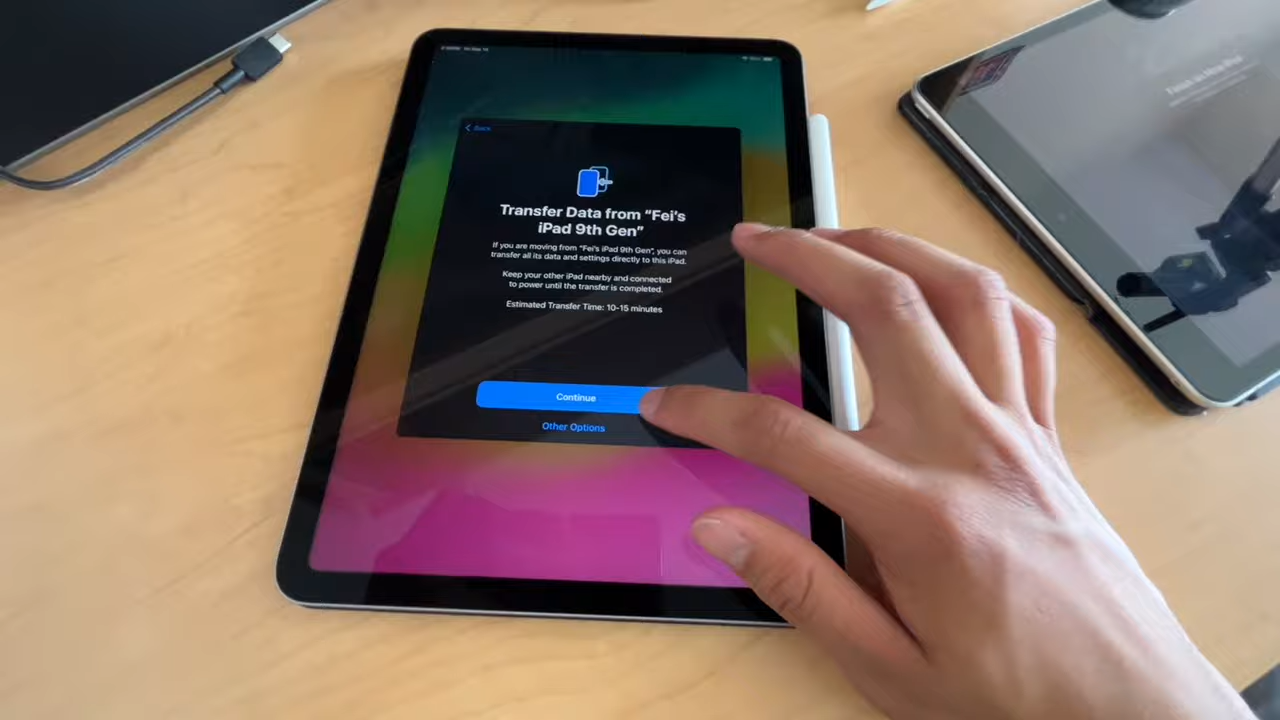 Back
Transfer Data from “Fei’s
iPad 9th Gen”
If you are moving from “Fei’s iPad 9th Gen”, you can
transfer all its data and settings directly to this iPad.
Keep your other iPad nearby and connected
to power until the transfer is completed.
Estimated Transfer Time: 10-15 minutes
Continue
Other Options